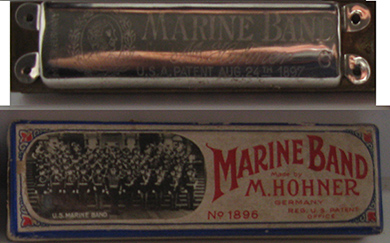 MARINE BAND
M. Hohner
C
U.S.A. PATENT AUG. 24TH 1897
MARINE BAND
MADE BY
M. HOHNER
GERMANY
No 1896
REG. U.S. PATENT-
OFFICE
U.S. MARINE BAND